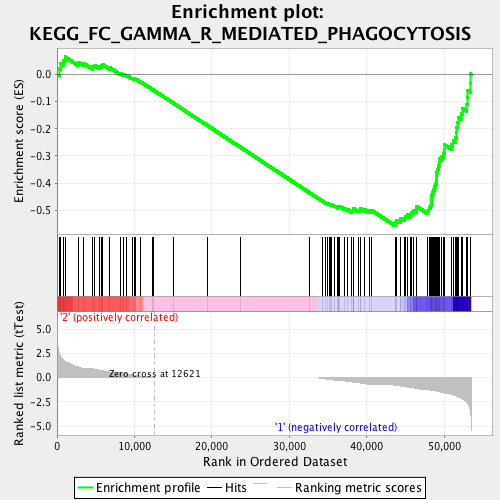 Enrichment plot:
KEGG_FC_GAMMA_R_MEDIATED_PHAGOCYTOSIS
Enrichment score (ES)
0.0
-0.1
-0.2
-0.3
-0.4
-0.5
Ranked list metric (tTest)
5.0
2.5
0.0
-2.5
-5.0
'2' (positively correlated)
Zero cross at 12621
'1' (negatively correlated)
0
10,000
20,000
30,000
40,000
50,000
Rank in Ordered Dataset
Enrichment profile
Hits
Ranking metric scores